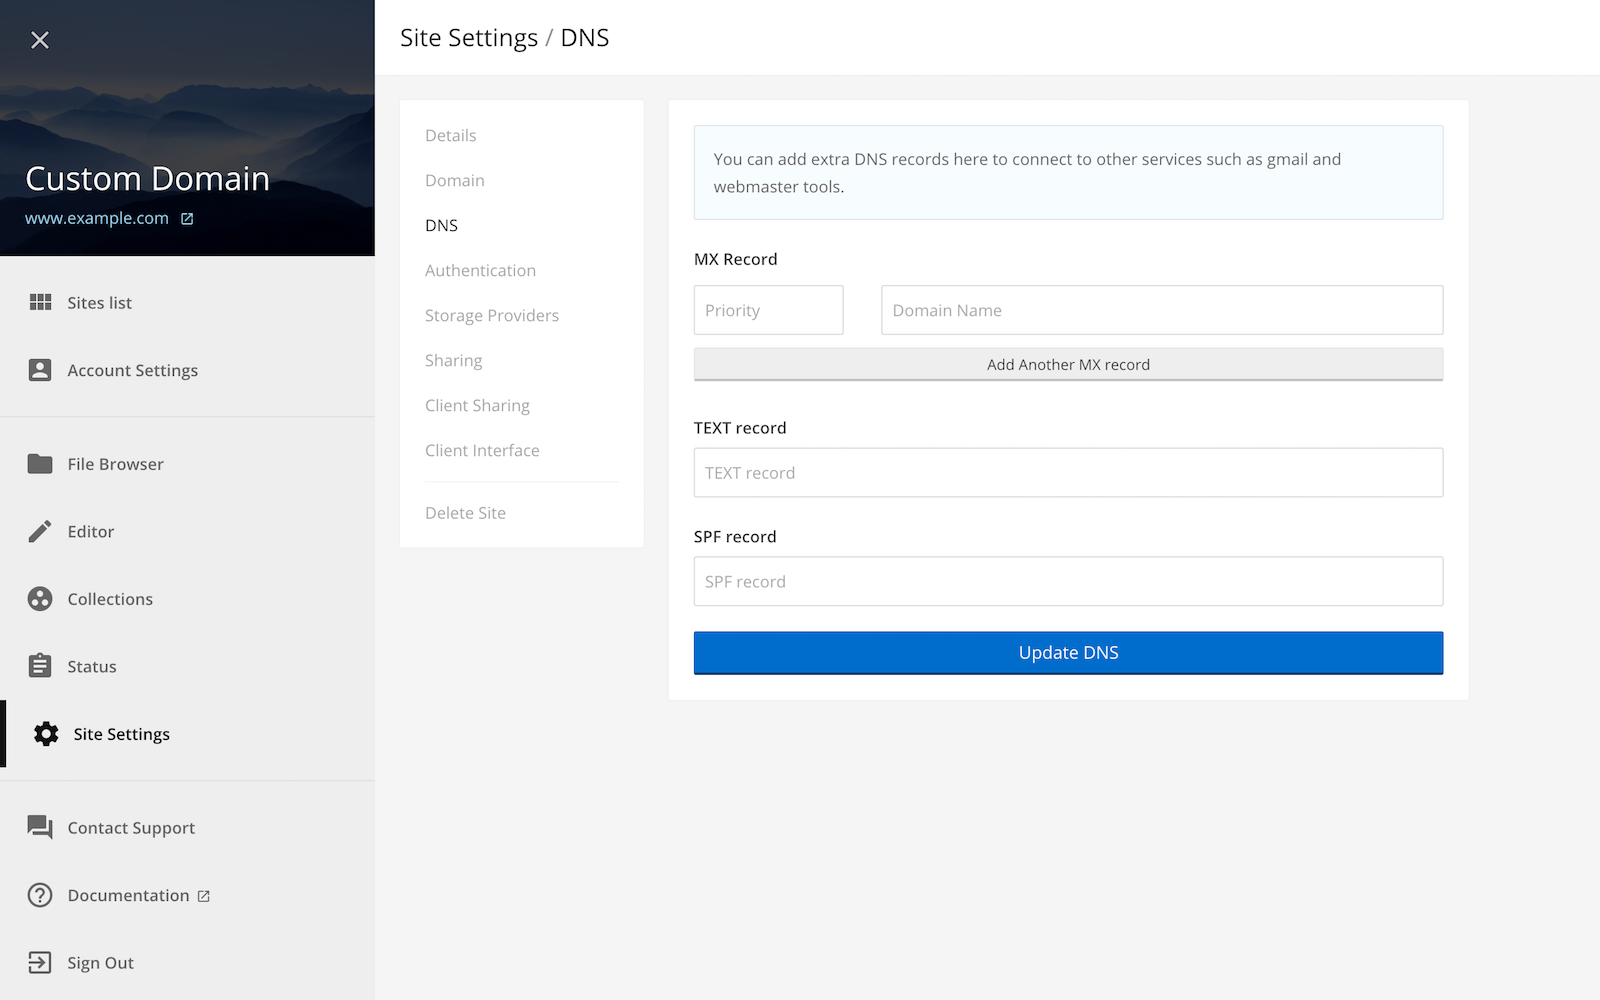 Custom Domain
www.example.com
Sites list
Account Settings
File Browser
Editor
Collections
Status
Site Settings
Contact Support
Documentation
Sign Out
Site Settings / DNS
Details
Domain
DNS
Authentication
Storage Providers
Sharing
Client Sharing
Client Interface
Delete Site
You can add extra DNS records here to connect to other services such as gmail and
webmaster tools.
MX Record
Priority
Domain Name
Add Another MX record
TEXT record
TEXT record
SPF record
SPF record
Update DNS